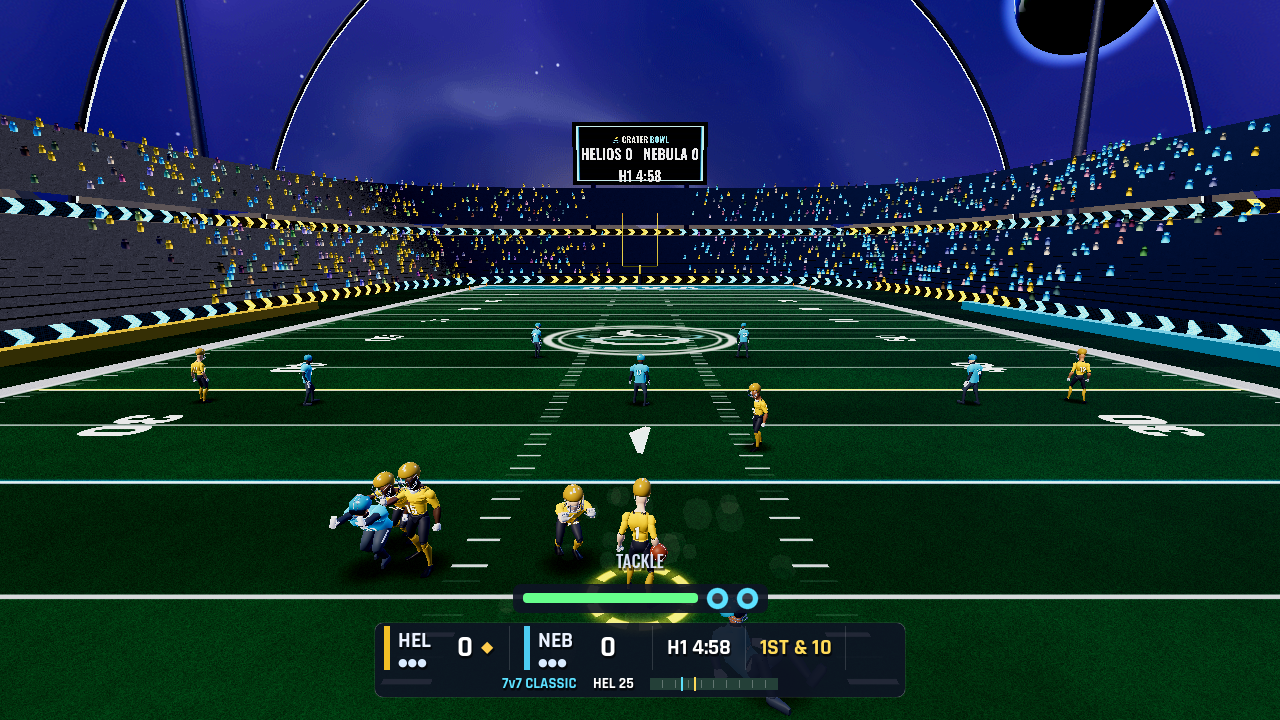 CRATER BOWL
HELIOS 0 NEBULA 0
H1 4:58
TACKLE
HEL 0 NEB 0 H1 4:58 1ST & 10
7v7 CLASSIC HEL 25